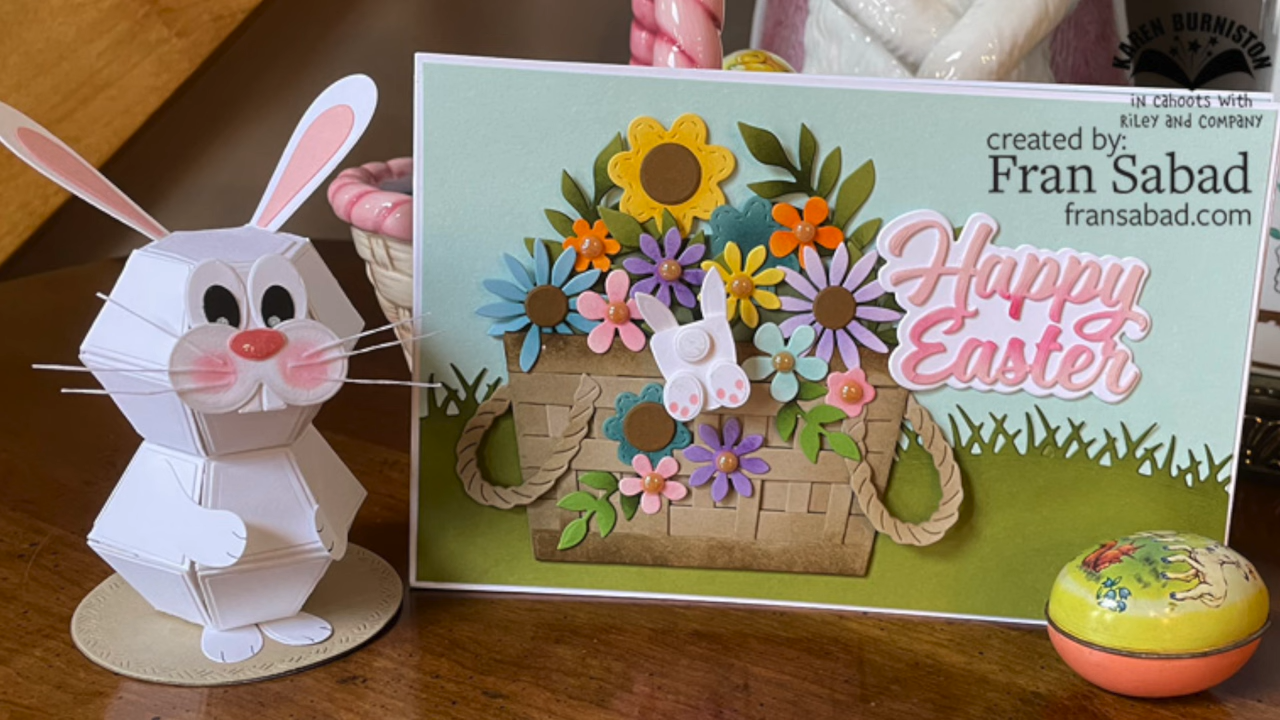 KAREN BURNISTON
in cahoots with
RiLEY AND COMPANY
created by:
Fran Sabad
fransabad.com
Happy
Easter